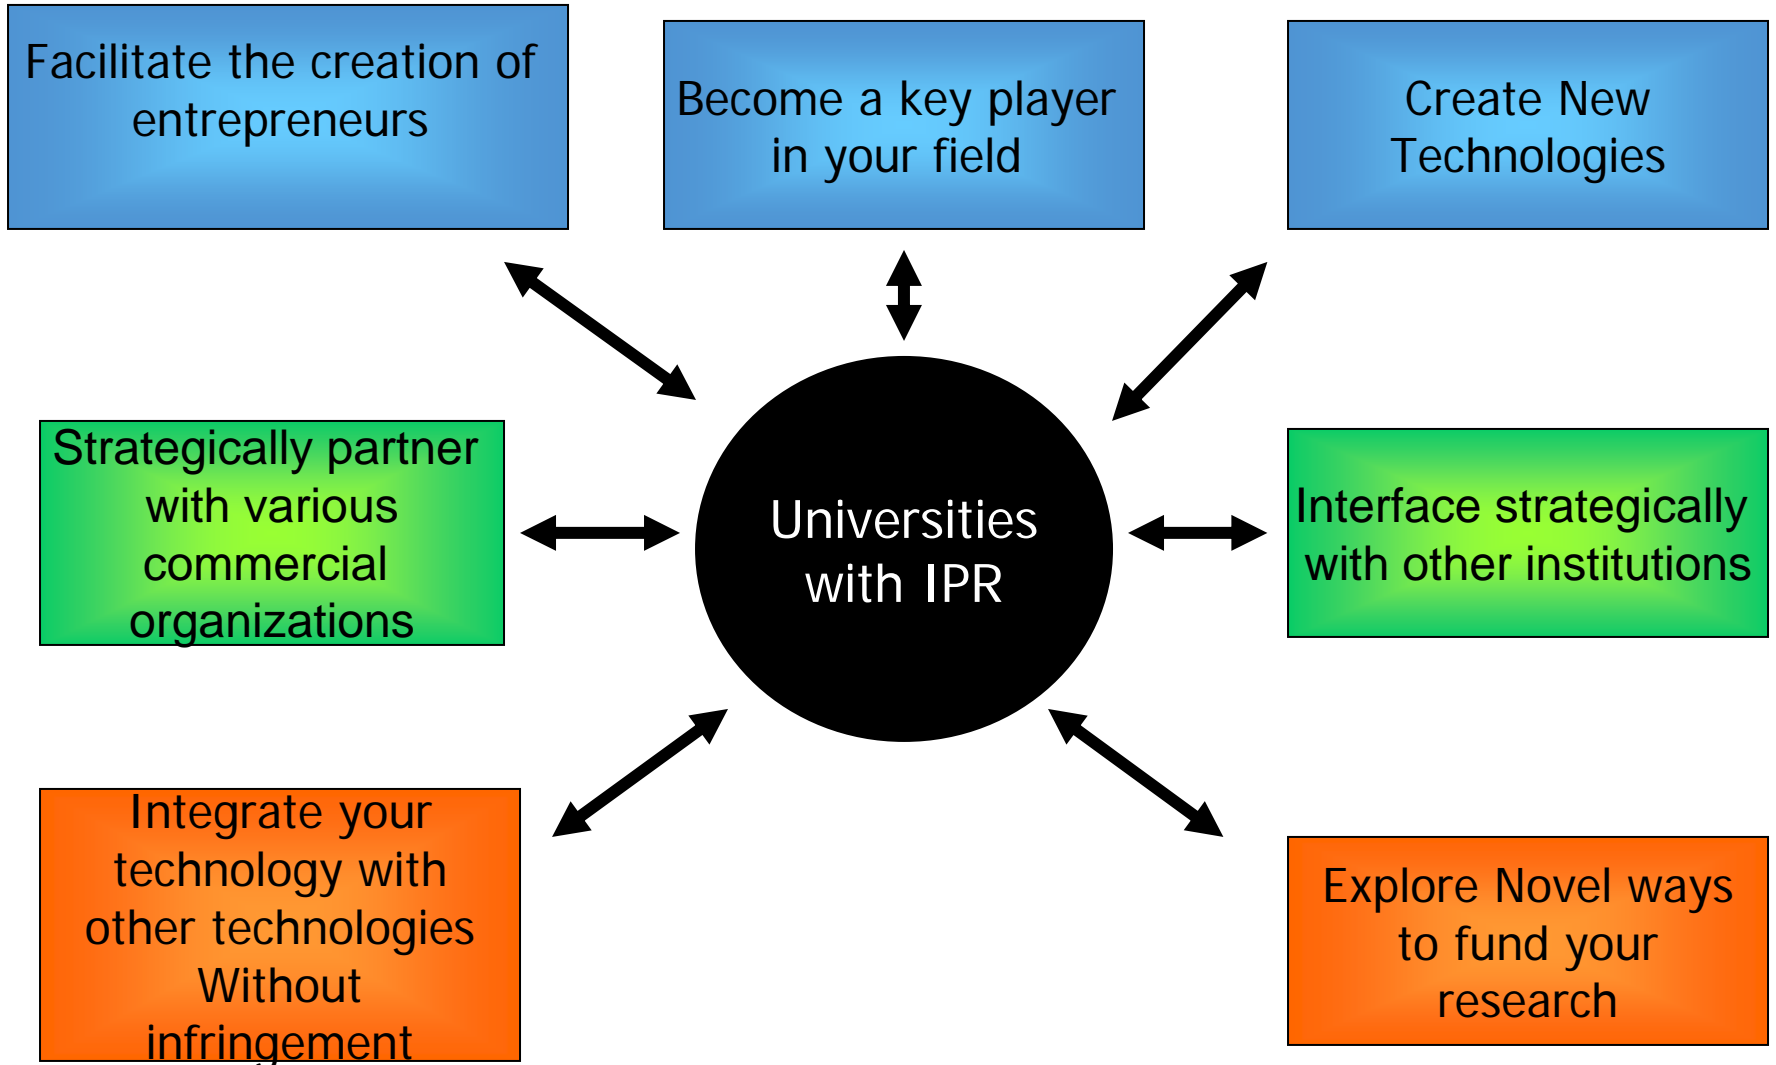 Facilitate the creation of
entrepreneurs
Become a key player
in your field
Create New
Technologies
Strategically partner
with various
commercial
organizations
Universities
with IPR
Interface strategically
with other institutions
Integrate your
technology with
other technologies
Without
infringement
Explore Novel ways
to fund your
research